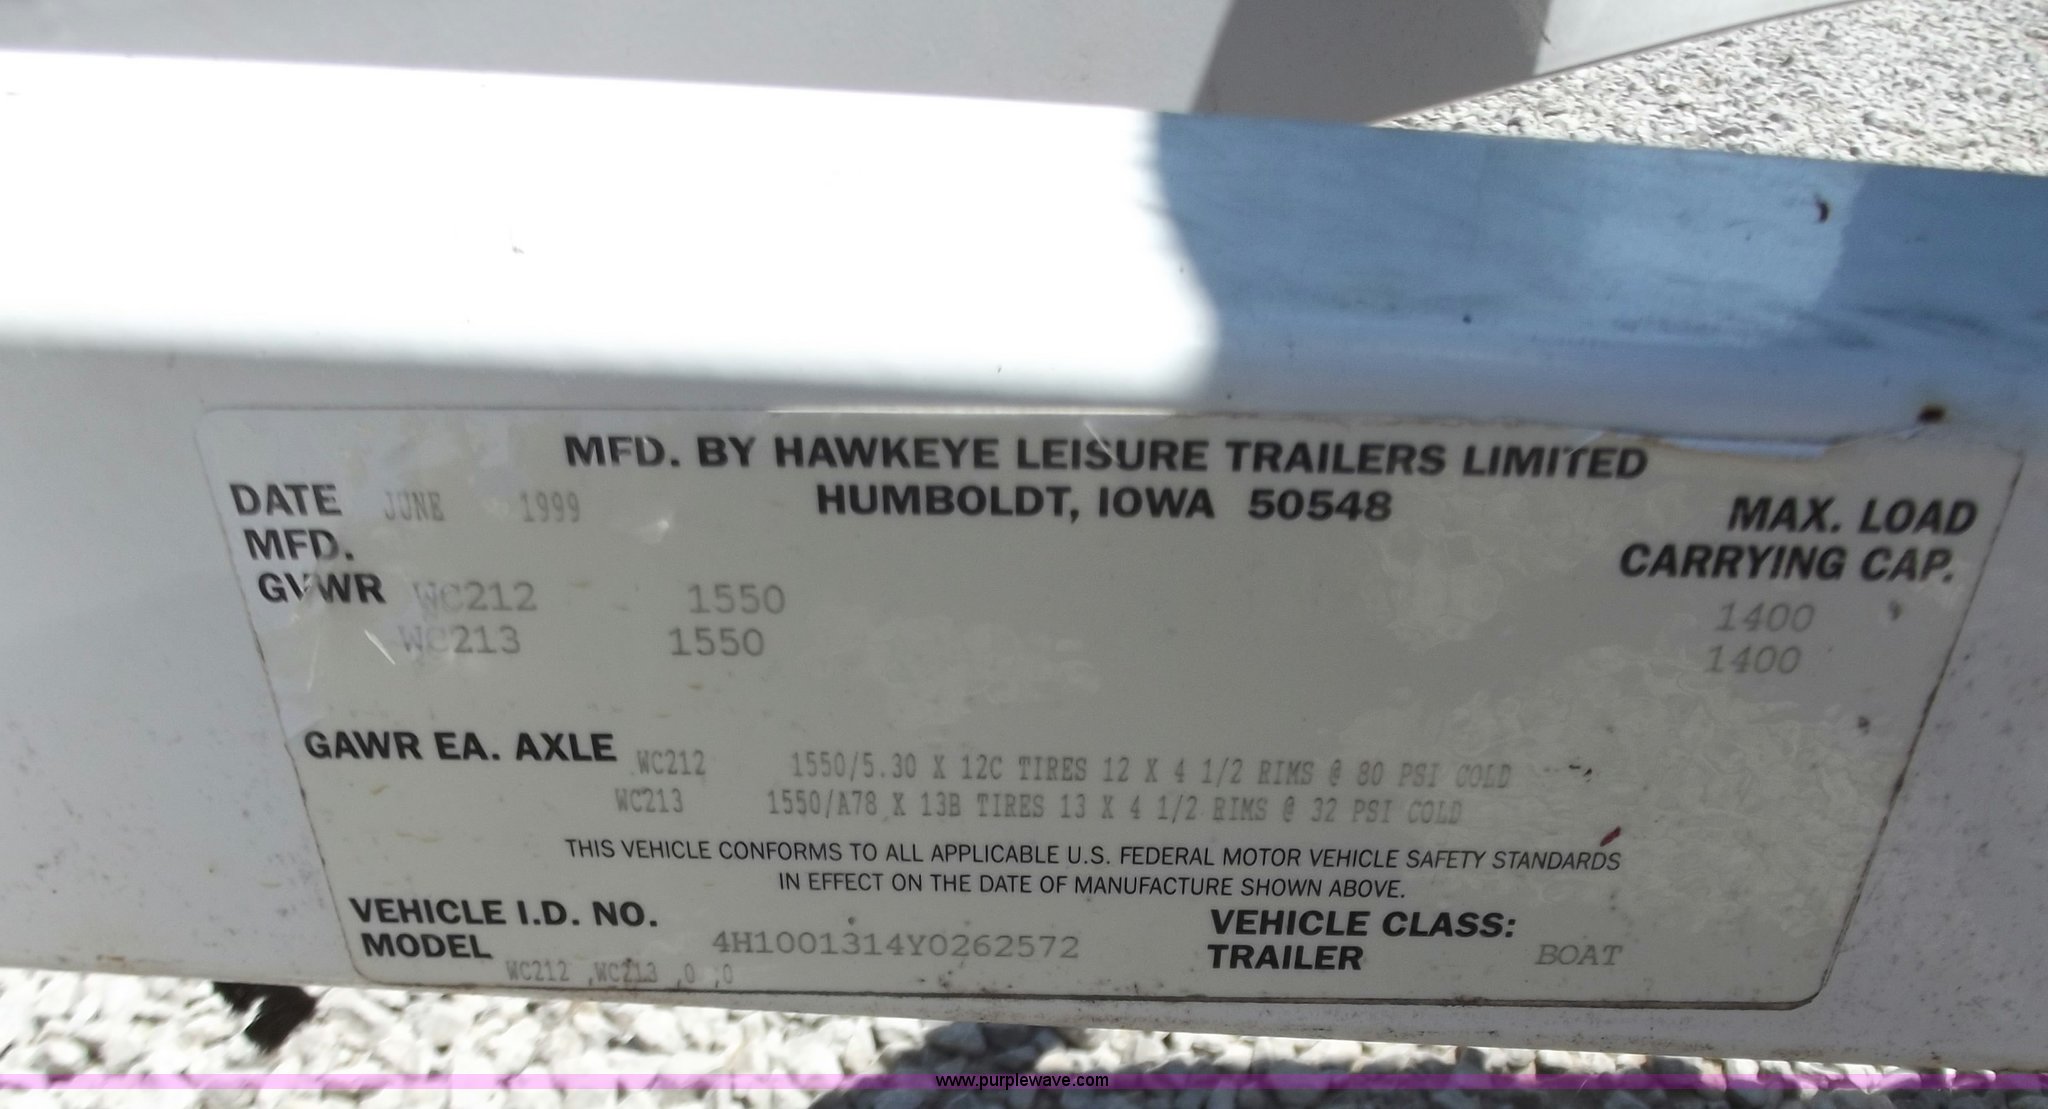 MFD. BY HAWKEYE LEISURE TRAILERS LIMITED
DATE JUNE 1999 HUMBOLDT, IOWA 50548 MAX. LOAD
MFD. CARRYING CAP.
GVWR WC212 1550 1400
WC213 1550 1400
GAWR EA. AXLE WC212 1550/5.30 X 12C TIRES 12 X 4 1/2 RIMS @ 80 PSI COLD
WC213 1550/A78 X 13B TIRES 13 X 4 1/2 RIMS @ 32 PSI COLD
THIS VEHICLE CONFORMS TO ALL APPLICABLE U.S. FEDERAL MOTOR VEHICLE SAFETY STANDARDS
IN EFFECT ON THE DATE OF MANUFACTURE SHOWN ABOVE.
VEHICLE I.D. NO. 4H1001314Y0262572 VEHICLE CLASS:
MODEL WC212 ,WC213 ,0 ,0 TRAILER BOAT
www.purplewave.com